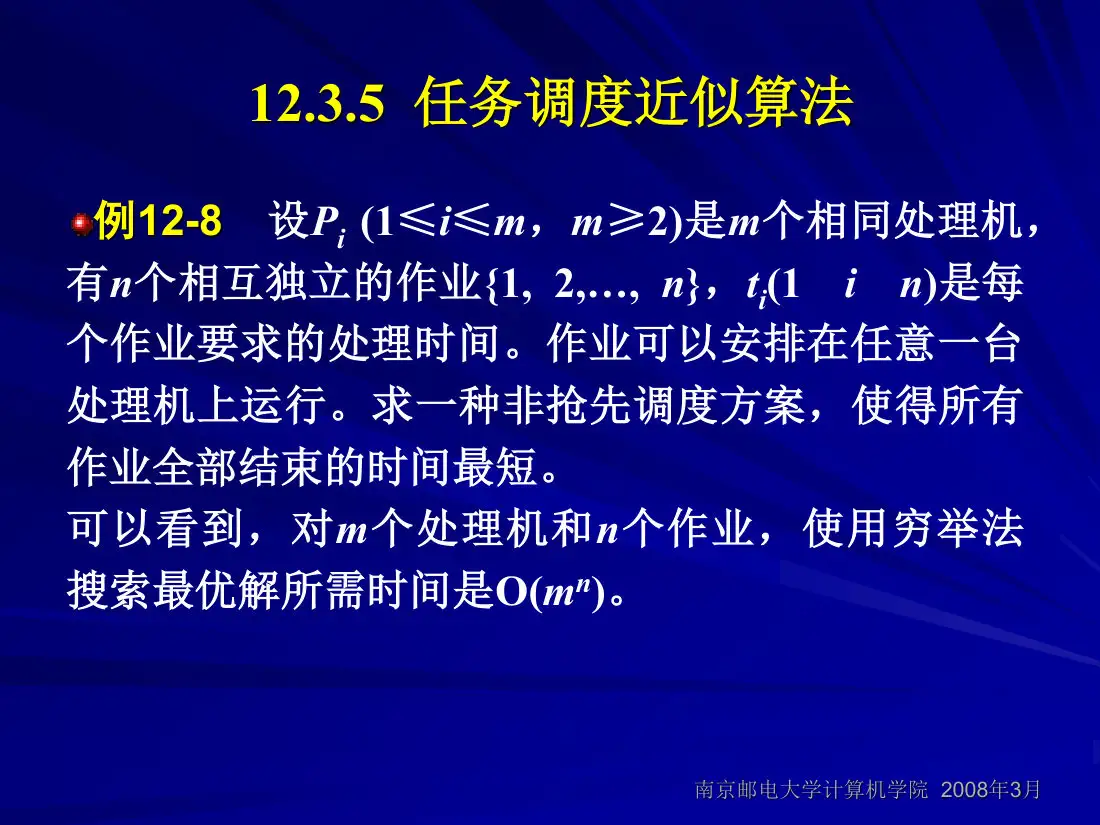 12.3.5 任务调度近似算法
例12-8 设Pi (1≤i≤m，m≥2)是m个相同处理机，
有n个相互独立的作业{1, 2,…, n}，ti(1 i n)是每
个作业要求的处理时间。作业可以安排在任意一台
处理机上运行。求一种非抢先调度方案，使得所有
作业全部结束的时间最短。
可以看到，对m个处理机和n个作业，使用穷举法
搜索最优解所需时间是O(mⁿ)。
南京邮电大学计算机学院 2008年3月